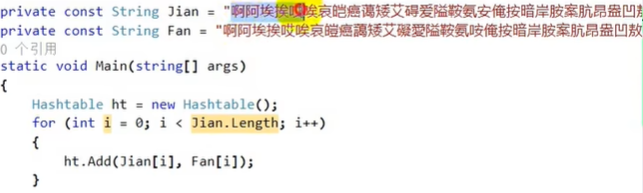 private const String Jian = "啊阿埃挨哎唉哀皑癌蔼矮艾碍爱隘鞍氨安俺按暗岸胺案肮昂盎凹敖
private const String Fan = "啊阿埃挨哎唉哀皚癌藹矮艾礙愛隘鞍氨安俺按暗岸胺案肮昂盎凹敖
0 个引用
static void Main(string[] args)
{
Hashtable ht = new Hashtable();
for (int i = 0; i < Jian.Length; i++)
{
ht.Add(Jian[i], Fan[i]);
}